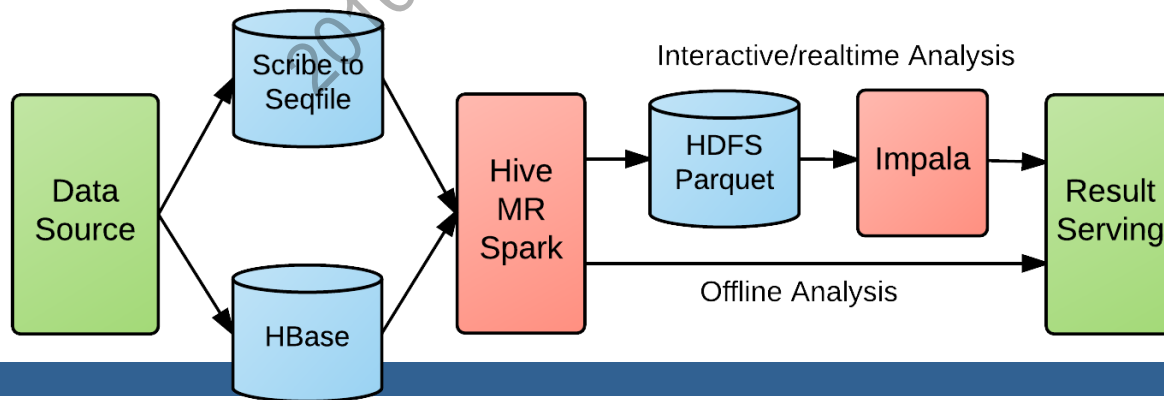 2016
Scribe to
Seqfile
Interactive/realtime Analysis
Data
Source
Hive
MR
Spark
HDFS
Parquet
Impala
Result
Serving
Offline Analysis
HBase